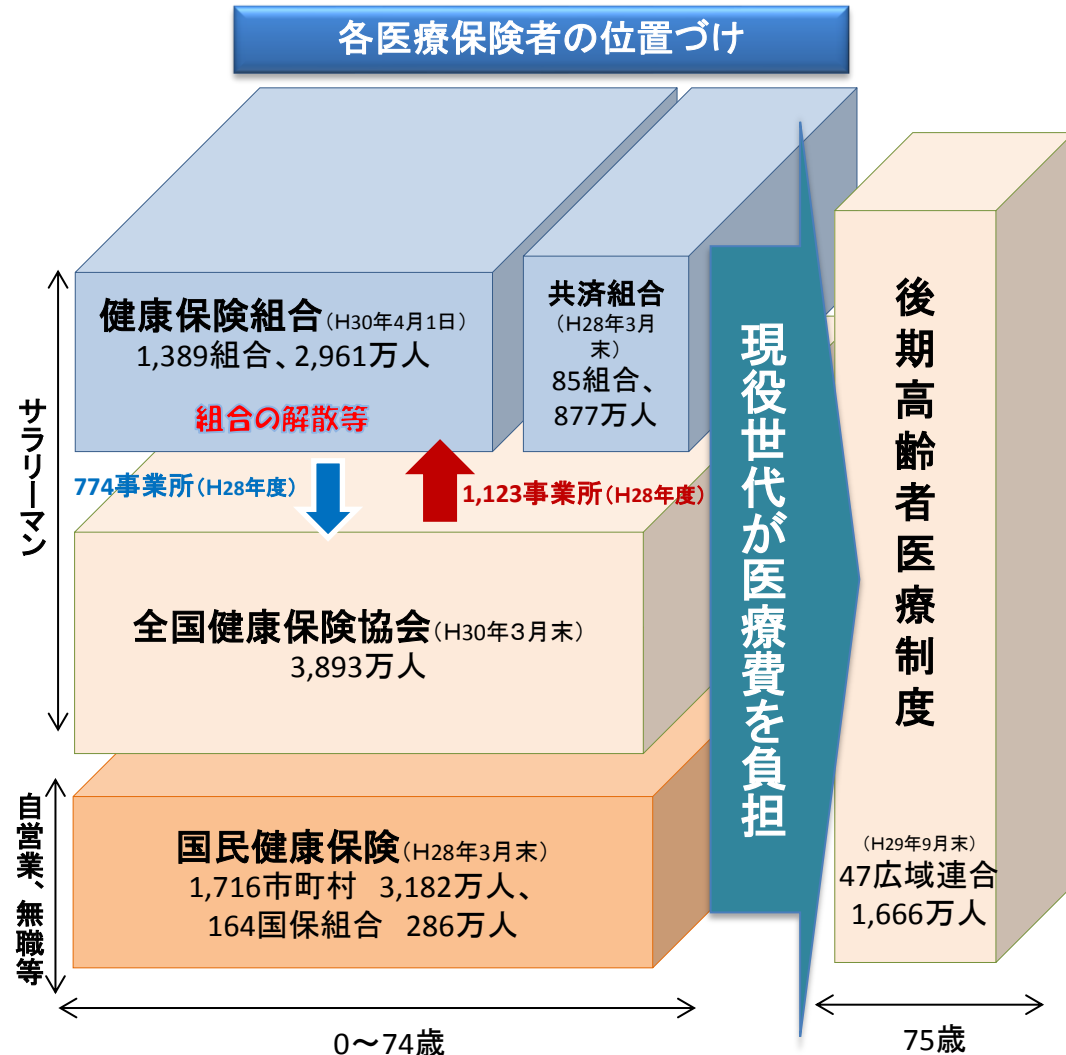 各医療保険者の位置づけ
健康保険組合(H30年4月1日)
1,389組合、2,961万人
組合の解散等
共済組合
(H28年3月
末)
85組合、
877万人
774事業所(H28年度)
1,123事業所(H28年度)
サラリーマン
全国健康保険協会(H30年3月末)
3,893万人
自営業、無職等
国民健康保険(H28年3月末)
1,716市町村 3,182万人、
164国保組合 286万人
現役世代が医療費を負担
後期高齢者医療制度
(H29年9月末)
47広域連合
1,666万人
0~74歳
75歳